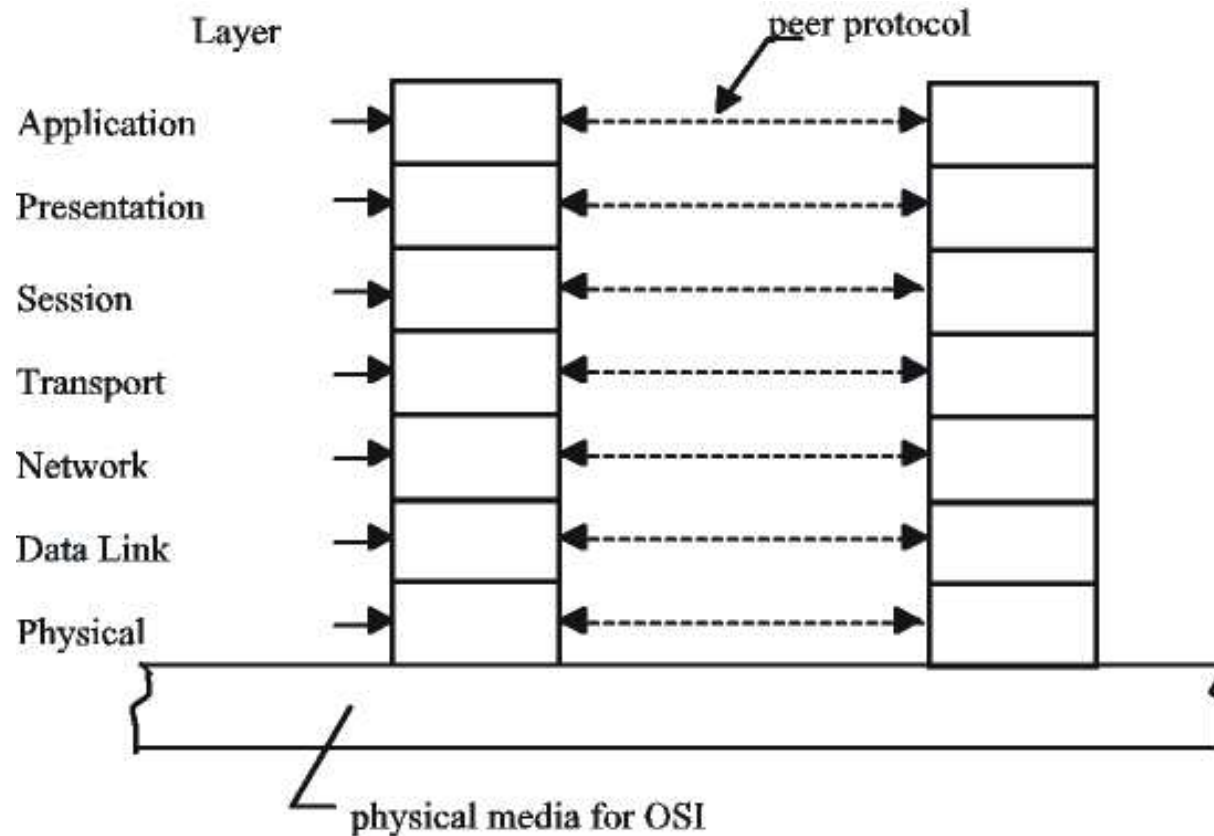 peer protocol
Layer
Application
Presentation
Session
Transport
Network
Data Link
Physical
physical media for OSI